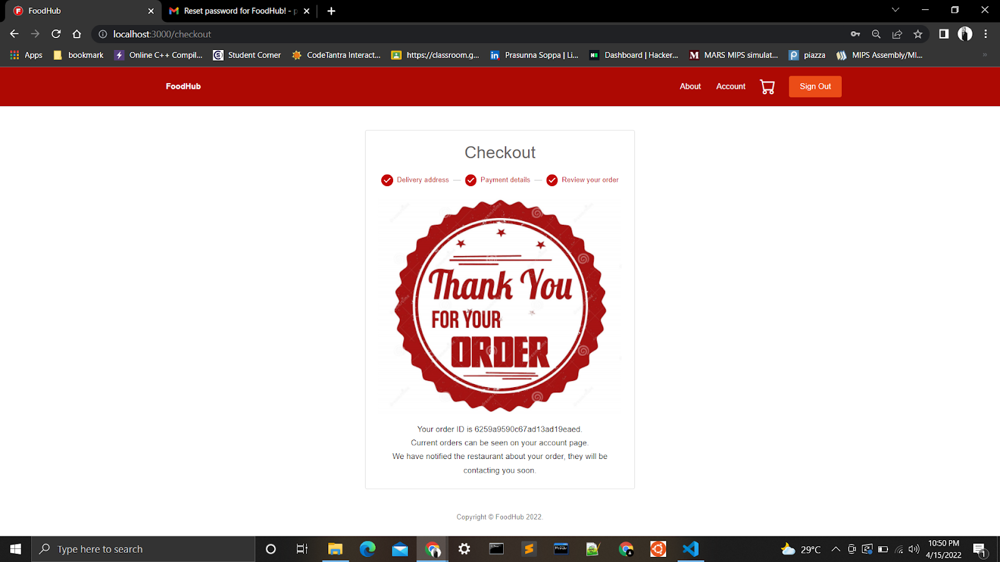 FoodHub
Reset password for FoodHub! - p
localhost:3000/checkout
Apps
bookmark
Online C++ Compil...
Student Corner
CodeTantra Interact...
https://classroom.g...
Prasunna Soppa | Li...
Dashboard | Hacker...
MARS MIPS simulat...
piazza
MIPS Assembly/MI...
»
FoodHub
About
Account
Sign Out
Checkout
Delivery address
Payment details
Review your order
Thank You
FOR YOUR
ORDER
Your order ID is 6259a9590c67ad13ad19eaed.
Current orders can be seen on your account page.
We have notified the restaurant about your order, they will be
contacting you soon.
Copyright © FoodHub 2022.
Type here to search
29°C
10:50 PM
4/15/2022
1